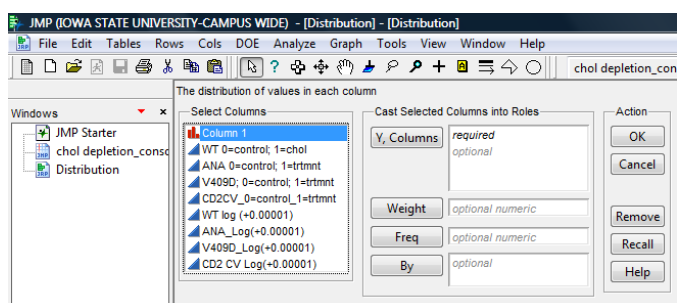 JMP (IOWA STATE UNIVERSITY-CAMPUS WIDE) - [Distribution] - [Distribution]
File Edit Tables Rows Cols DOE Analyze Graph Tools View Window Help
chol depletion_con
The distribution of values in each column
Windows
JMP Starter
chol depletion_consc
Distribution
Select Columns
Column 1
WT 0=control; 1=chol
ANA 0=control; 1=trtmnt
V409D; 0=control; 1=trtmnt
CD2CV_0=control_1=trtmnt
WT log (+0.00001)
ANA_Log(+0.00001)
V409D_Log(+0.00001)
CD2 CV Log(+0.00001)
Cast Selected Columns into Roles
Y, Columns required
optional
Weight optional numeric
Freq optional numeric
By optional
Action
OK
Cancel
Remove
Recall
Help